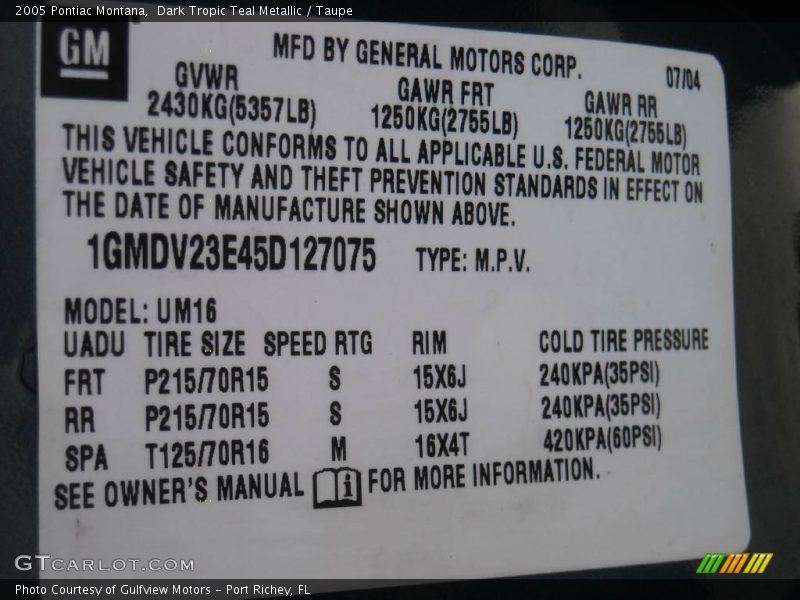 2005 Pontiac Montana,  Dark Tropic Teal Metallic / Taupe
GM
MFD BY GENERAL MOTORS CORP.
07/04
GVWR GAWR FRT GAWR RR
2430KG(5357LB) 1250KG(2755LB) 1250KG(2755LB)
THIS VEHICLE CONFORMS TO ALL APPLICABLE U.S. FEDERAL MOTOR
VEHICLE SAFETY AND THEFT PREVENTION STANDARDS IN EFFECT ON
THE DATE OF MANUFACTURE SHOWN ABOVE.
1GMDV23E45D127075 TYPE: M.P.V.
MODEL: UM16
UADU TIRE SIZE SPEED RTG RIM COLD TIRE PRESSURE
FRT P215/70R15 S 15X6J 240KPA(35PSI)
RR P215/70R15 S 15X6J 240KPA(35PSI)
SPA T125/70R16 M 16X4T 420KPA(60PSI)
SEE OWNER'S MANUAL i FOR MORE INFORMATION.
GTCARLOT.COM
Photo Courtesy of Gulfview Motors – Port Richey, FL